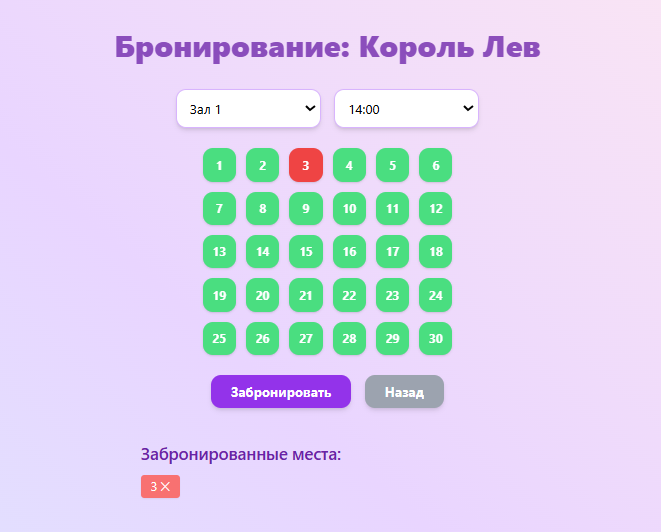 Бронирование: Король Лев
Зал 1 14:00
1 2 3 4 5 6
7 8 9 10 11 12
13 14 15 16 17 18
19 20 21 22 23 24
25 26 27 28 29 30
Забронировать Назад
Забронированные места:
3 ×